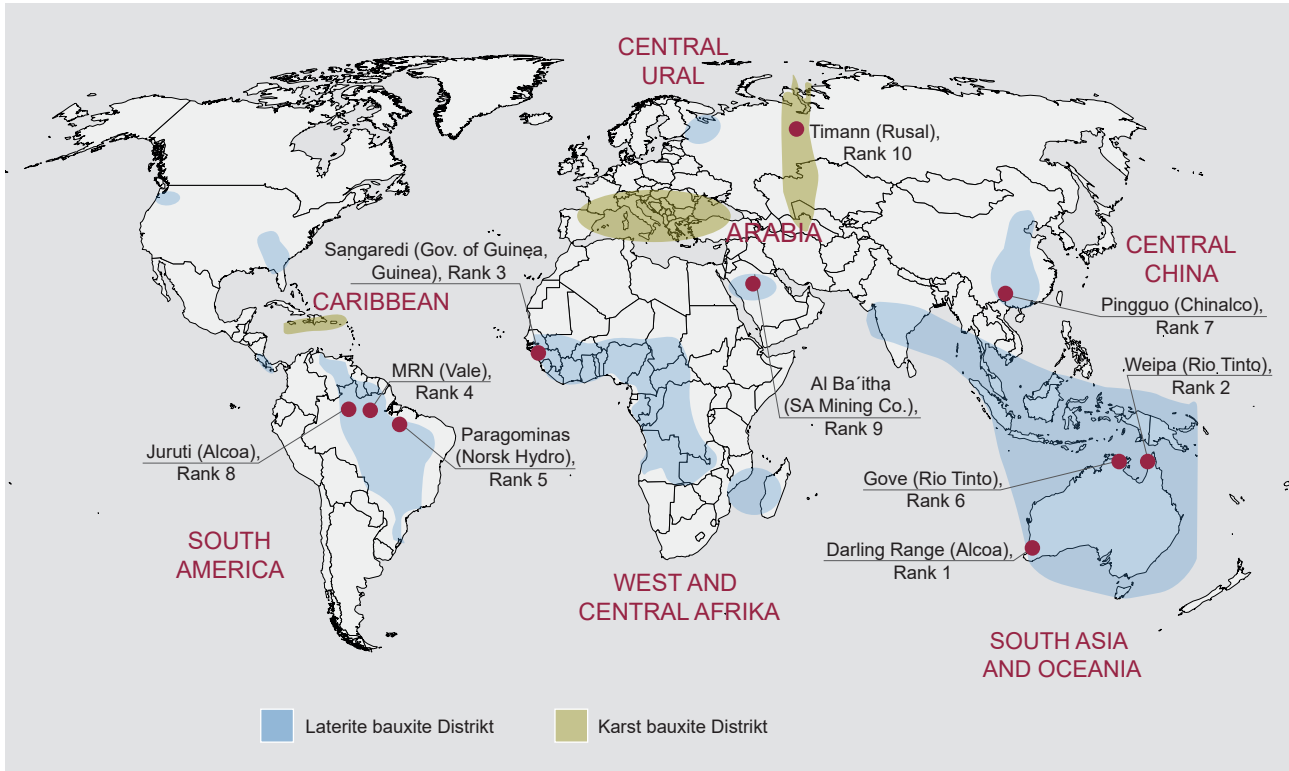 CENTRAL
URAL
Timann (Rusal),
Rank 10
ARABIA
Sangaredi (Gov. of Guinea,
Guinea), Rank 3
CARIBBEAN
CENTRAL
CHINA
Pingguo (Chinalco),
Rank 7
MRN (Vale),
Rank 4
Weipa (Rio Tinto),
Rank 2
Al Ba´itha
(SA Mining Co.),
Rank 9
Juruti (Alcoa),
Rank 8
Paragominas
(Norsk Hydro),
Rank 5
Gove (Rio Tinto),
Rank 6
Darling Range (Alcoa),
Rank 1
SOUTH
AMERICA
WEST AND
CENTRAL AFRIKA
SOUTH ASIA
AND OCEANIA
Laterite bauxite Distrikt
Karst bauxite Distrikt